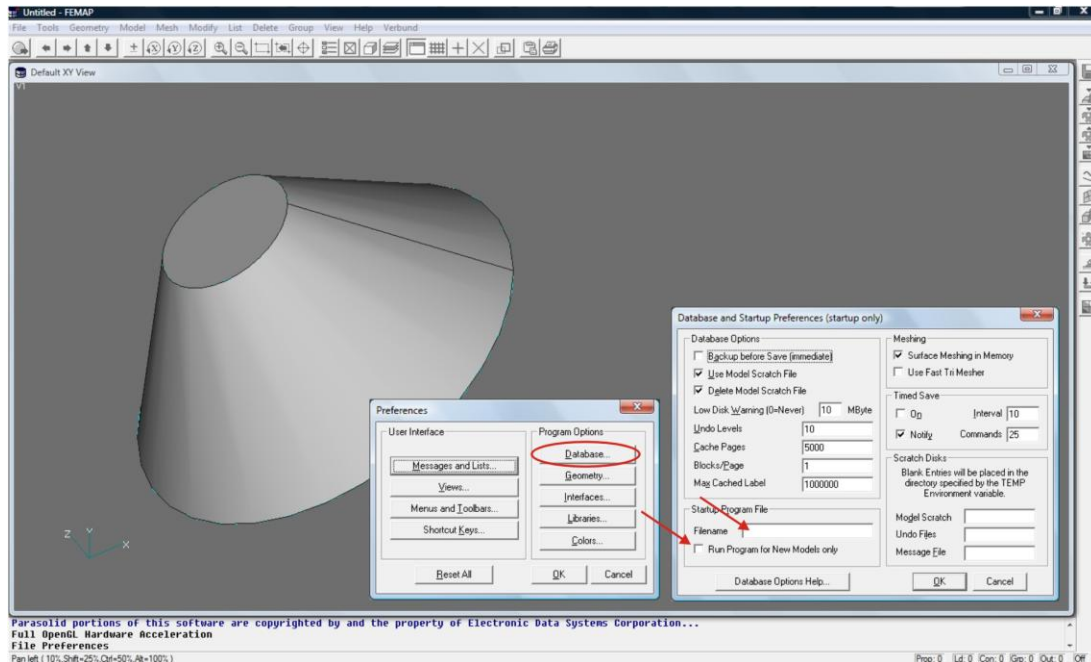 Untitled - FEMAP
File Tools Geometry Model Mesh Modify List Delete Group View Help Verbund
Default XY View
V1
Z Y X
Preferences
User Interface
Messages and Lists...
Views...
Menus and Toolbars...
Shortcut Keys...
Reset All
Program Options
Database...
Geometry...
Interfaces...
Libraries...
Colors...
OK Cancel
Database and Startup Preferences (startup only)
Database Options
Backup before Save (immediate)
Use Model Scratch File
Delete Model Scratch File
Low Disk Warning (0=Never) 10 MByte
Undo Levels 10
Cache Pages 5000
Blocks/Page 1
Max Cached Label 1000000
Startup Program File
Filename
Run Program for New Models only
Database Options Help...
Meshing
Surface Meshing in Memory
Use Fast Tri Mesher
Timed Save
On Interval 10
Notify Commands 25
Scratch Disks
Blank Entries will be placed in the
directory specified by the TEMP
Environment variable.
Model Scratch
Undo Files
Message File
OK Cancel
Parasolid portions of this software are copyrighted by and the property of Electronic Data Systems Corporation...
Full OpenGL Hardware Acceleration
File Preferences
Pan left ( 10%,Shift=25%,Ctrl=50%,Alt=100% )
Prop: 0 Ld: 0 Con: 0 Grp: 0 Out: 0 Off